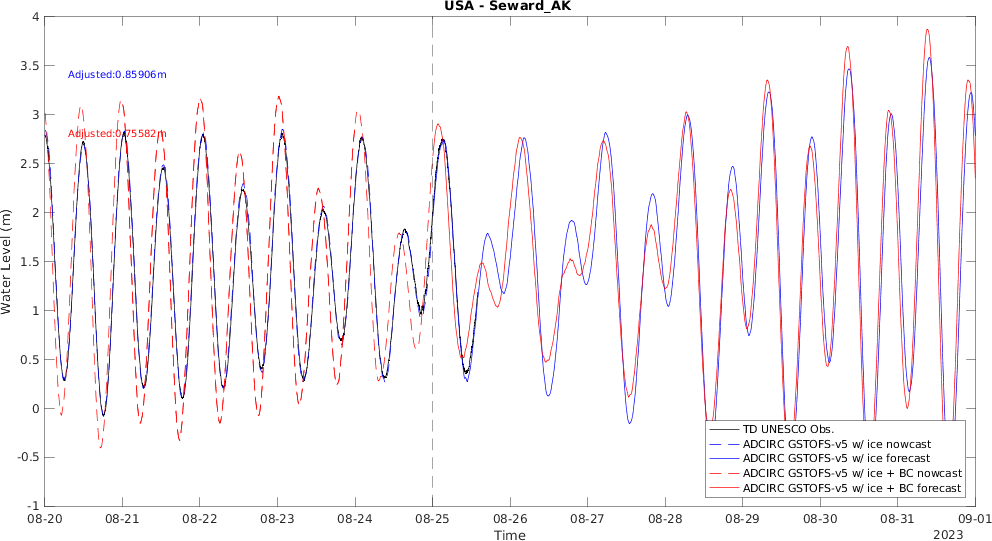 USA - Seward_AK
Water Level (m)
4
3.5
3
2.5
2
1.5
1
0.5
0
-0.5
-1
Adjusted:0.85906m
Adjusted:0.75582m
TD UNESCO Obs.
ADCIRC GSTOFS-v5 w/ ice nowcast
ADCIRC GSTOFS-v5 w/ ice forecast
ADCIRC GSTOFS-v5 w/ ice + BC nowcast
ADCIRC GSTOFS-v5 w/ ice + BC forecast
08-20 08-21 08-22 08-23 08-24 08-25 08-26 08-27 08-28 08-29 08-30 08-31 09-01
Time
2023